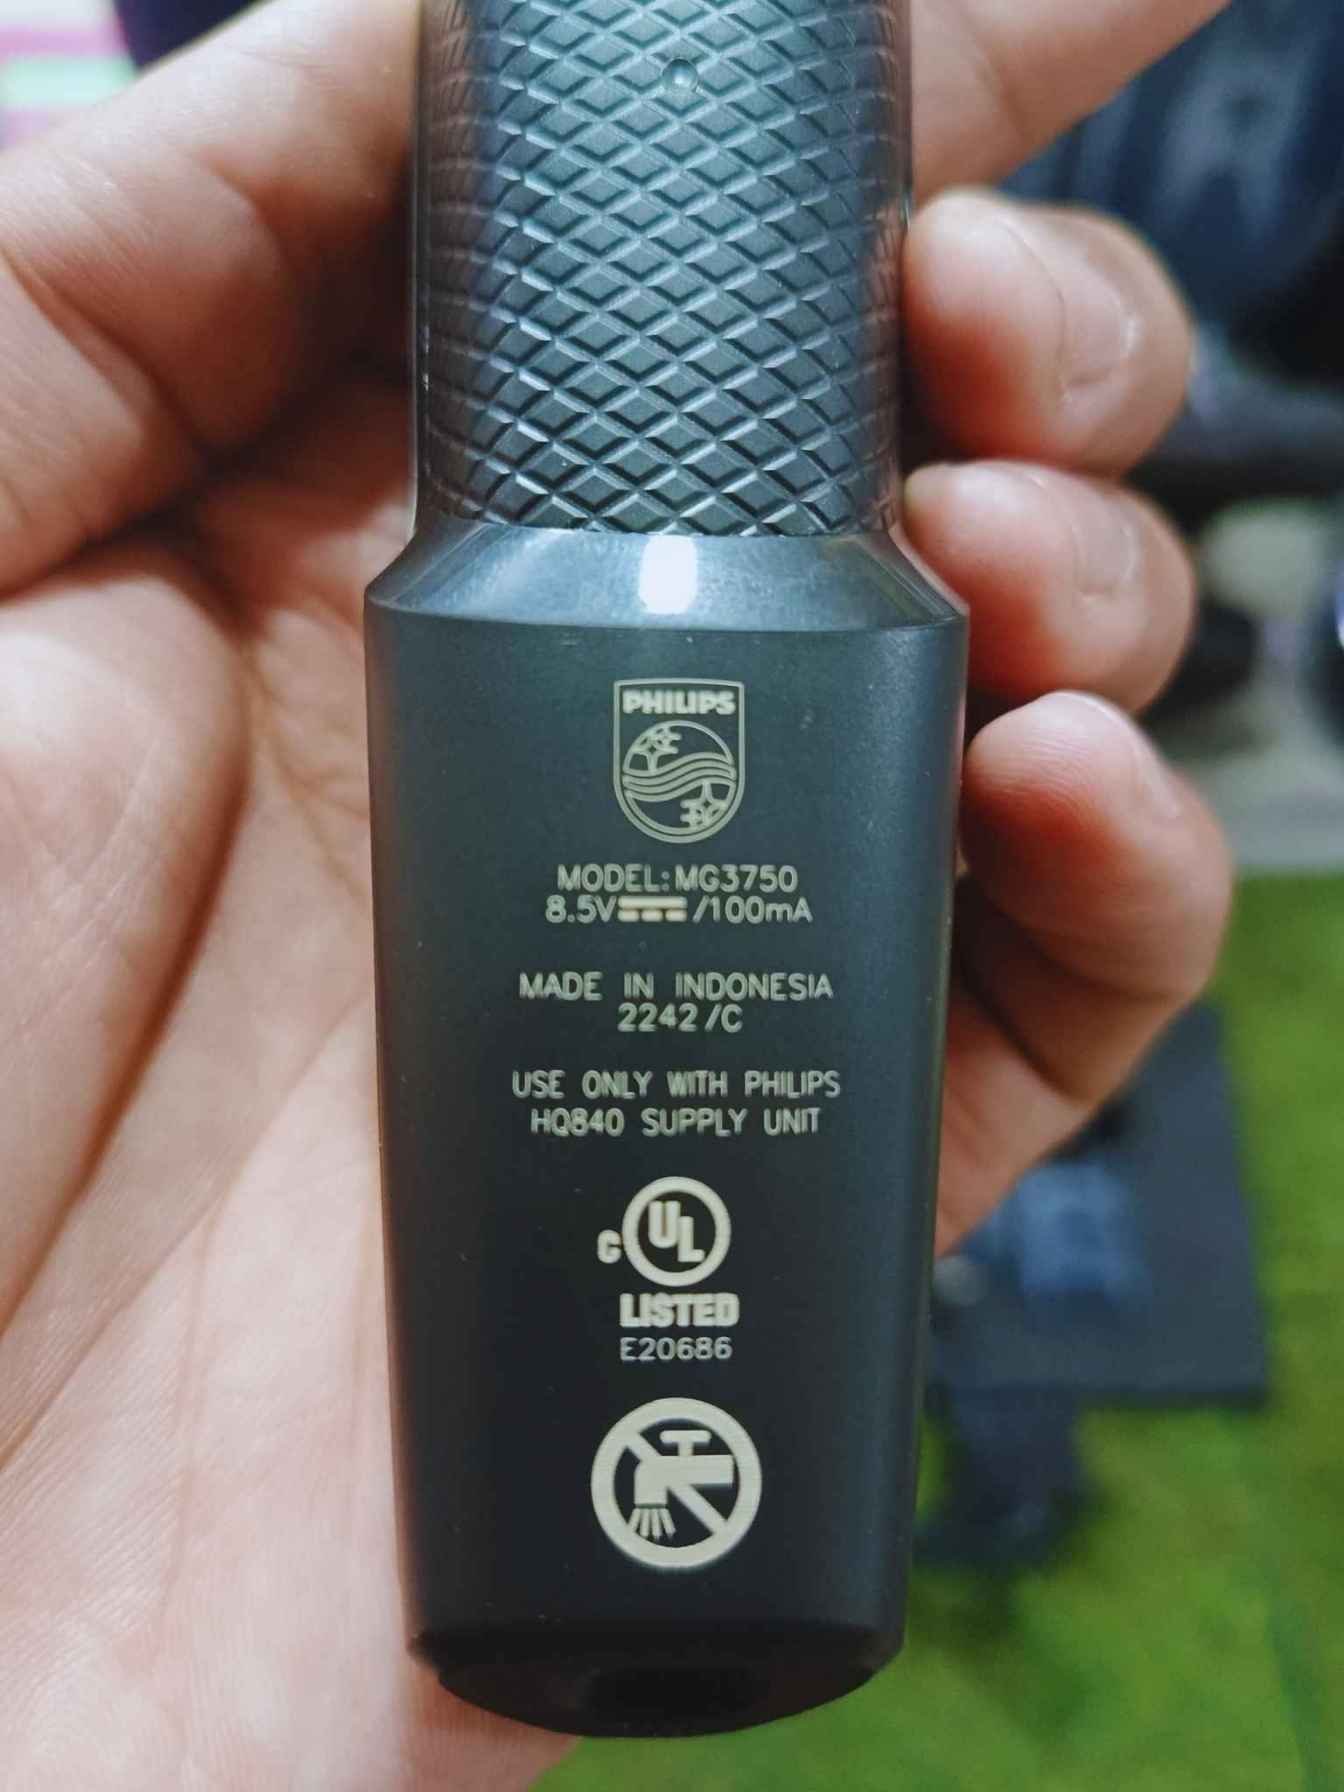 PHILIPS
MODEL: MG3750
8.5V⎓/100mA
MADE IN INDONESIA
2242/C
USE ONLY WITH PHILIPS
HQ840 SUPPLY UNIT
C UL
LISTED
E20686